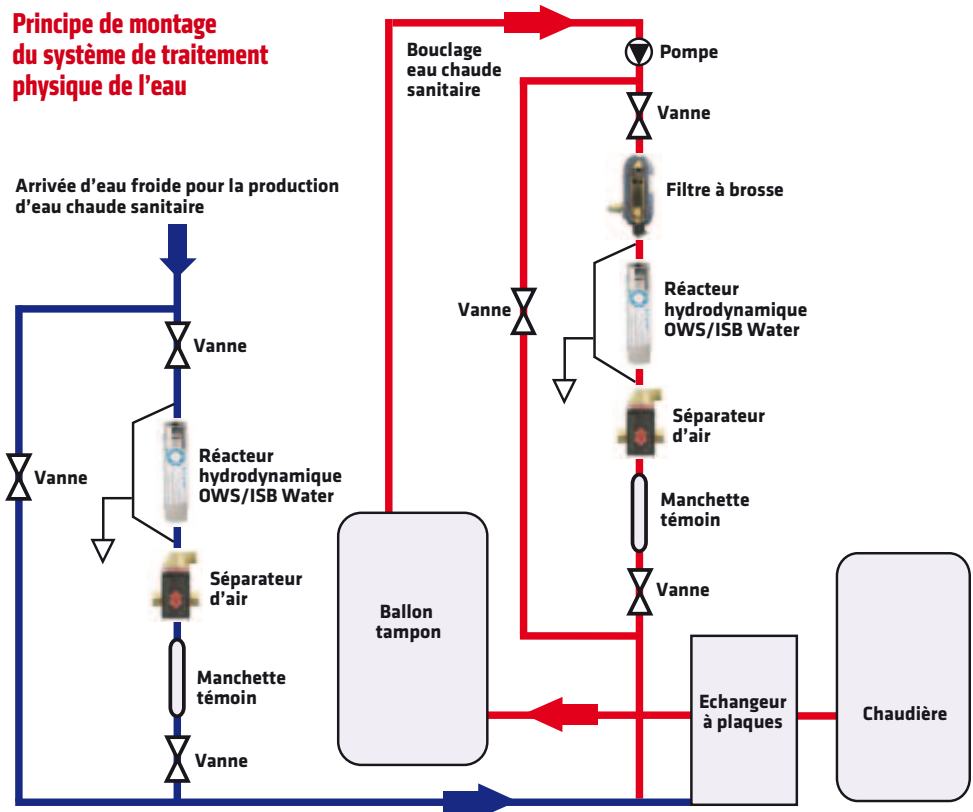 Principe de montage
du système de traitement
physique de l'eau
Arrivée d'eau froide pour la production
d'eau chaude sanitaire
Vanne
Vanne
Réacteur
hydrodynamique
OWS/ISB Water
Séparateur
d'air
Manchette
témoin
Vanne
Bouclage
eau chaude
sanitaire
Pompe
Vanne
Filtre à brosse
Vanne
Réacteur
hydrodynamique
OWS/ISB Water
Séparateur
d'air
Manchette
témoin
Vanne
Ballon
tampon
Echangeur
à plaques
Chaudière